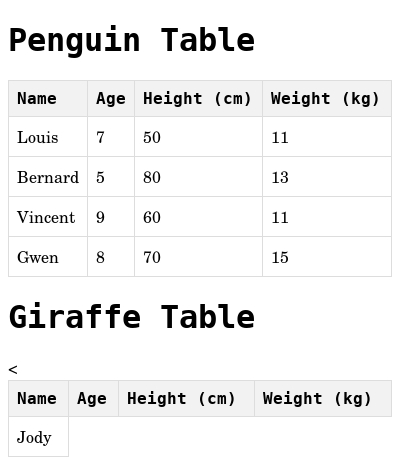 Penguin Table
Name Age Height (cm) Weight (kg)
Louis 7 50 11
Bernard 5 80 13
Vincent 9 60 11
Gwen 8 70 15
Giraffe Table
<
Name Age Height (cm) Weight (kg)
Jody